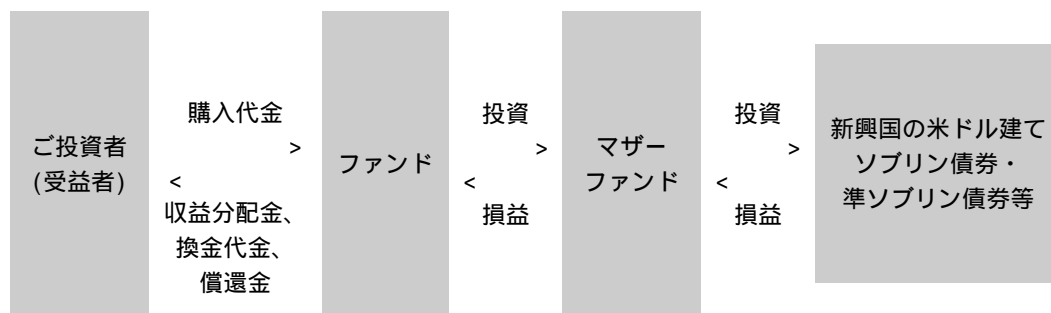 ご投資者
(受益者)
購入代金
>
<
収益分配金、
換金代金、
償還金
ファンド
投資
>
<
損益
マザー
ファンド
投資
>
<
損益
新興国の米ドル建て
ソブリン債券・
準ソブリン債券等